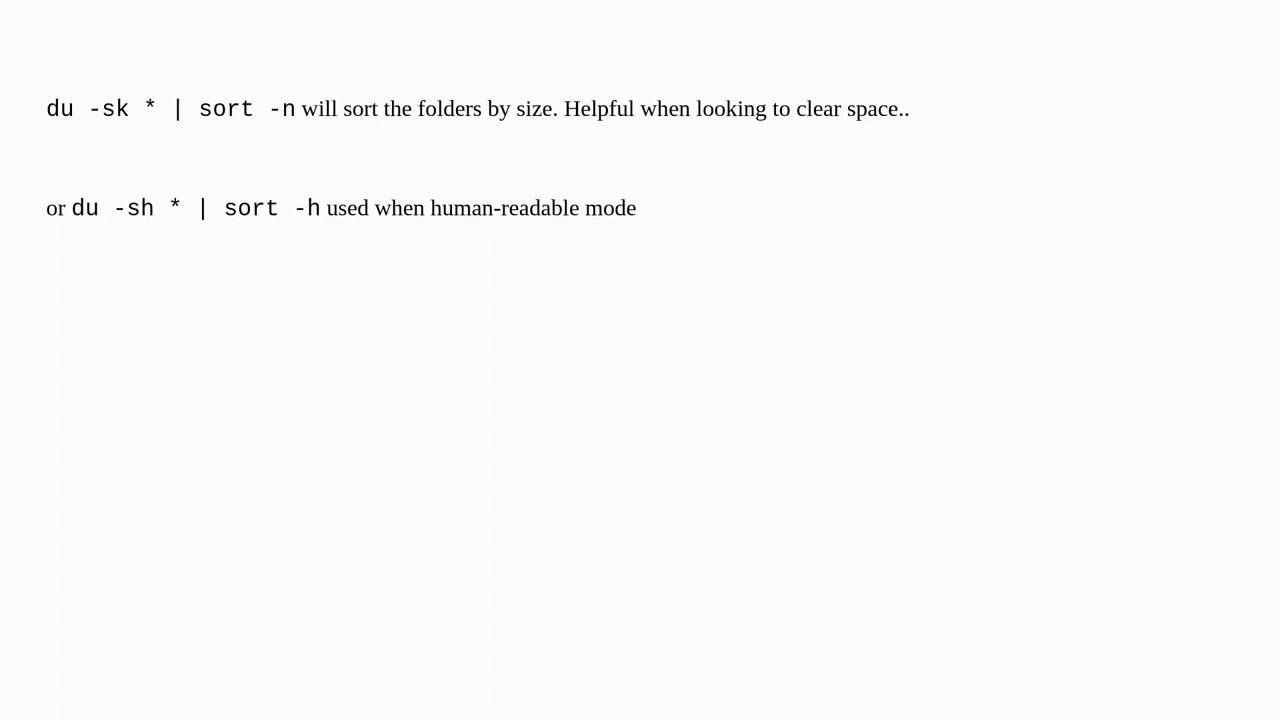 du -sk * | sort -n will sort the folders by size. Helpful when looking to clear space..
or du -sh * | sort -h used when human-readable mode